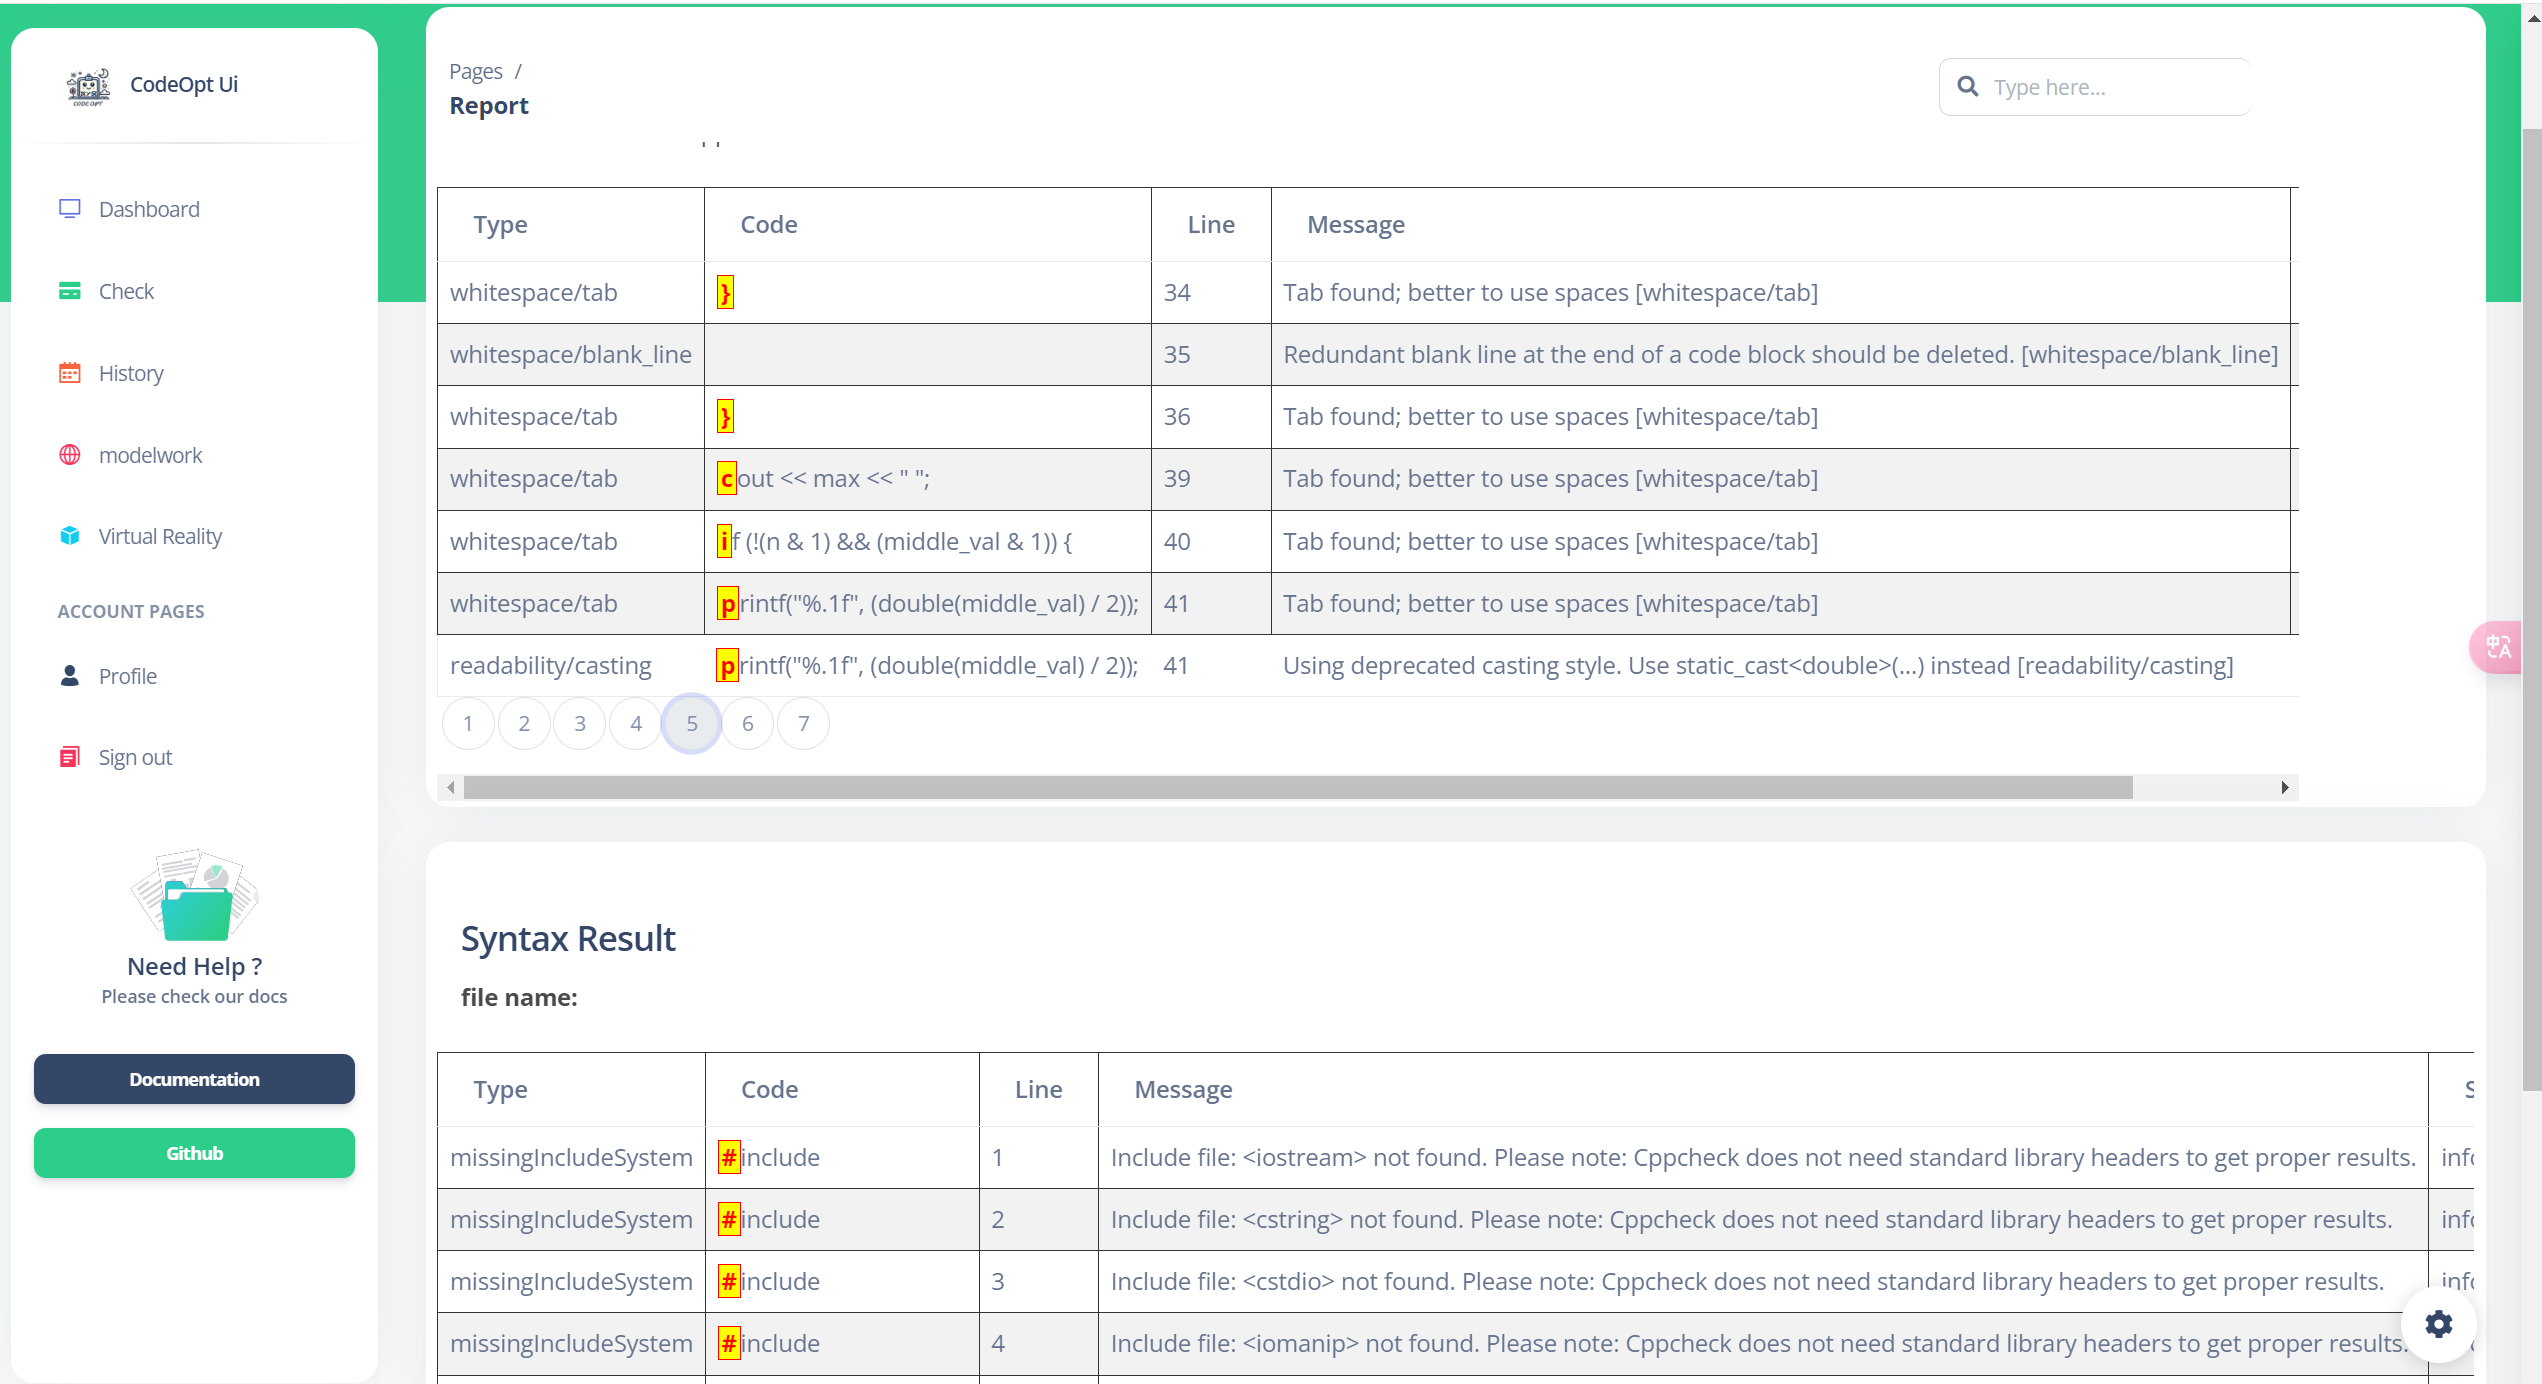 CodeOpt Ui
CODE OPT
Dashboard
Check
History
modelwork
Virtual Reality
ACCOUNT PAGES
Profile
Sign out
Need Help ?
Please check our docs
Documentation
Github
Pages /
Report
Type here...
Type Code Line Message
whitespace/tab } 34 Tab found; better to use spaces [whitespace/tab]
whitespace/blank_line 35 Redundant blank line at the end of a code block should be deleted. [whitespace/blank_line]
whitespace/tab } 36 Tab found; better to use spaces [whitespace/tab]
whitespace/tab cout << max << " "; 39 Tab found; better to use spaces [whitespace/tab]
whitespace/tab if (!(n & 1) && (middle_val & 1)) { 40 Tab found; better to use spaces [whitespace/tab]
whitespace/tab printf("%.1f", (double(middle_val) / 2)); 41 Tab found; better to use spaces [whitespace/tab]
readability/casting printf("%.1f", (double(middle_val) / 2)); 41 Using deprecated casting style. Use static_cast<double>(...) instead [readability/casting]
1 2 3 4 5 6 7
中A
Syntax Result
file name:
Type Code Line Message
missingIncludeSystem #include 1 Include file: <iostream> not found. Please note: Cppcheck does not need standard library headers to get proper results.
missingIncludeSystem #include 2 Include file: <cstring> not found. Please note: Cppcheck does not need standard library headers to get proper results.
missingIncludeSystem #include 3 Include file: <cstdio> not found. Please note: Cppcheck does not need standard library headers to get proper results.
missingIncludeSystem #include 4 Include file: <iomanip> not found. Please note: Cppcheck does not need standard library headers to get proper results.